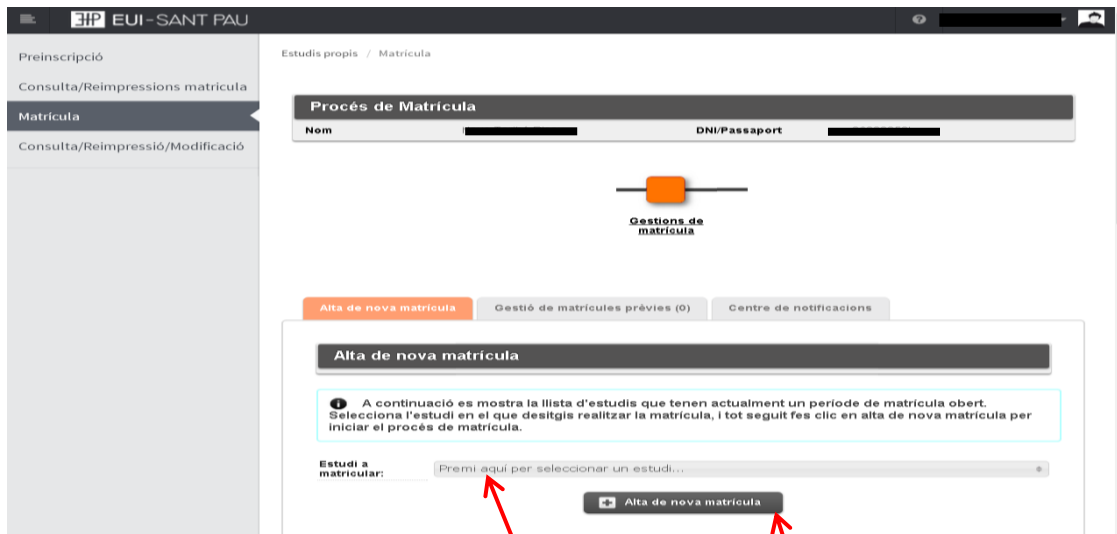 EUI-SANT PAU
Preinscripció
Consulta/Reimpressions matrícula
Matrícula
Consulta/Reimpressió/Modificació
Estudis propis / Matrícula
Procés de Matrícula
Nom DNI/Passaport
Gestions de
matrícula
Alta de nova matrícula Gestió de matrícules prèvies (0) Centre de notificacions
Alta de nova matrícula
A continuació es mostra la llista d'estudis que tenen actualment un període de matrícula obert.
Selecciona l'estudi en el que desitgis realitzar la matrícula, i tot seguit fes clic en alta de nova matrícula per
iniciar el procés de matrícula.
Estudi a
matricular:
Premi aquí per seleccionar un estudi...
Alta de nova matrícula